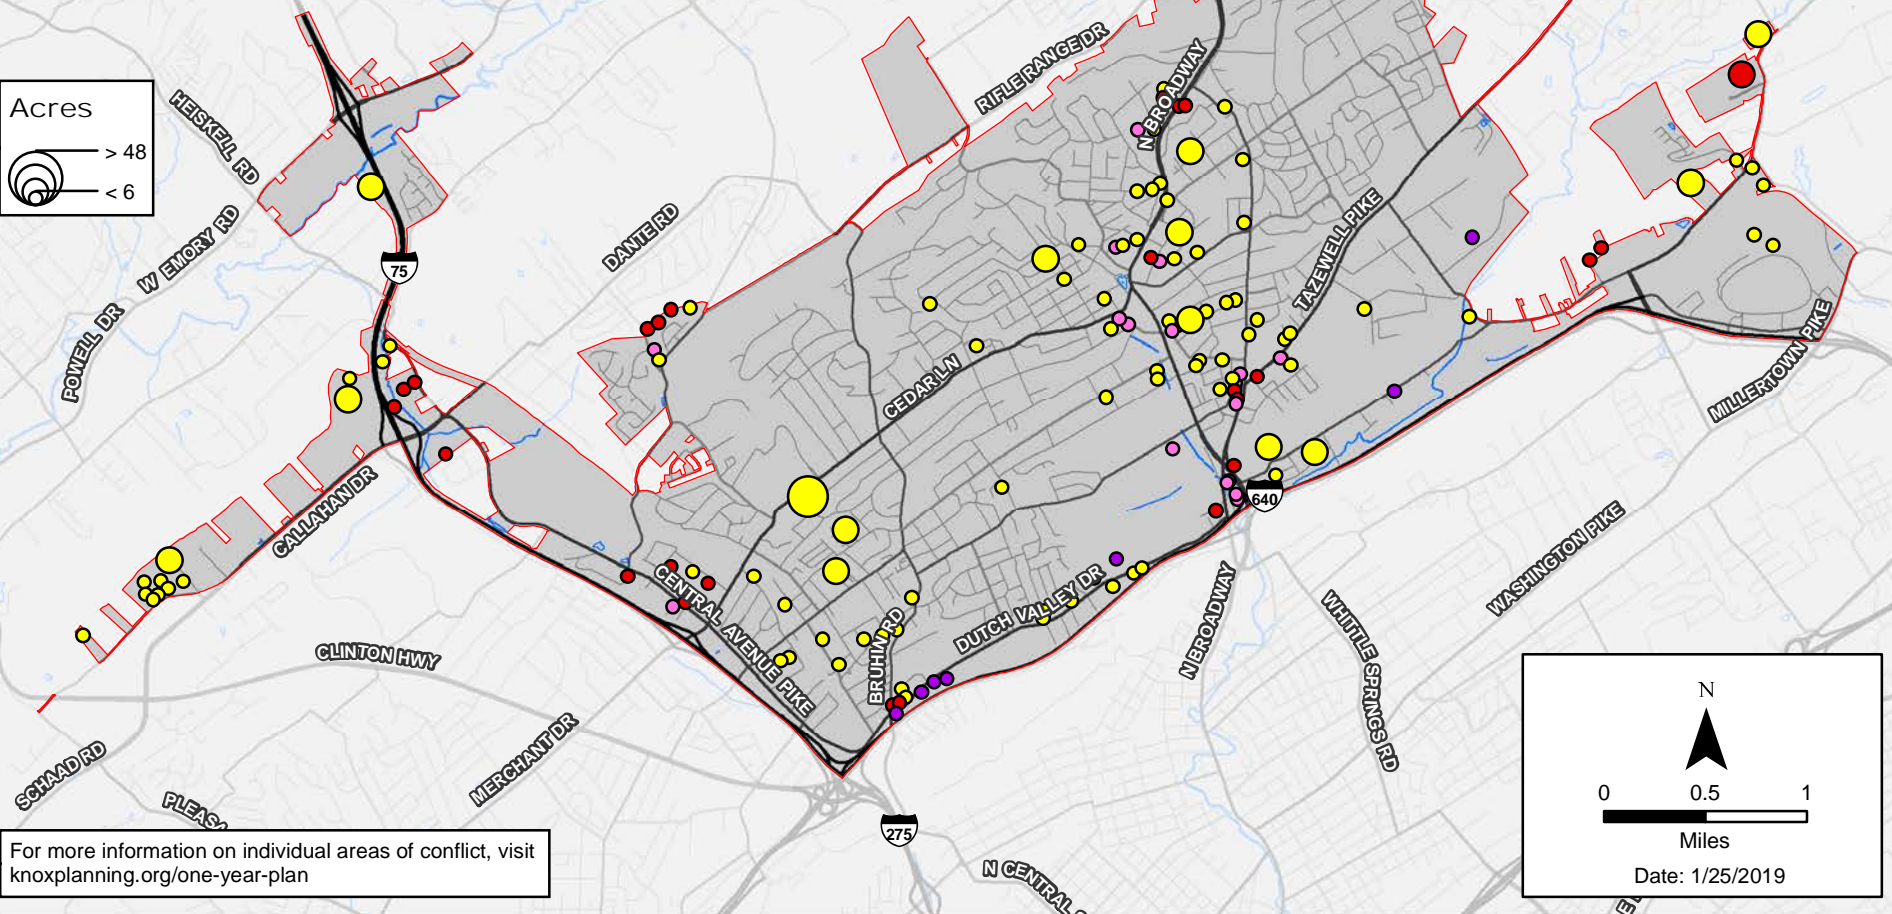 Acres
> 48
< 6
HEISKELL RD
W EMORY RD
POWELL DR
75
DANTE RD
RIFLE RANGE DR
N BROADWAY
TAZEWELL PIKE
CEDAR LN
MILLERTOWN PIKE
CALLAHAN DR
640
CENTRAL AVENUE PIKE
BRUHIN RD
DUTCH VALLEY DR
N BROADWAY
WASHINGTON PIKE
WHITTLE SPRINGS RD
CLINTON HWY
MERCHANT DR
SCHAAD RD
275
N CENTRAL
For more information on individual areas of conflict, visit
knoxplanning.org/one-year-plan
N
0 0.5 1
Miles
Date: 1/25/2019